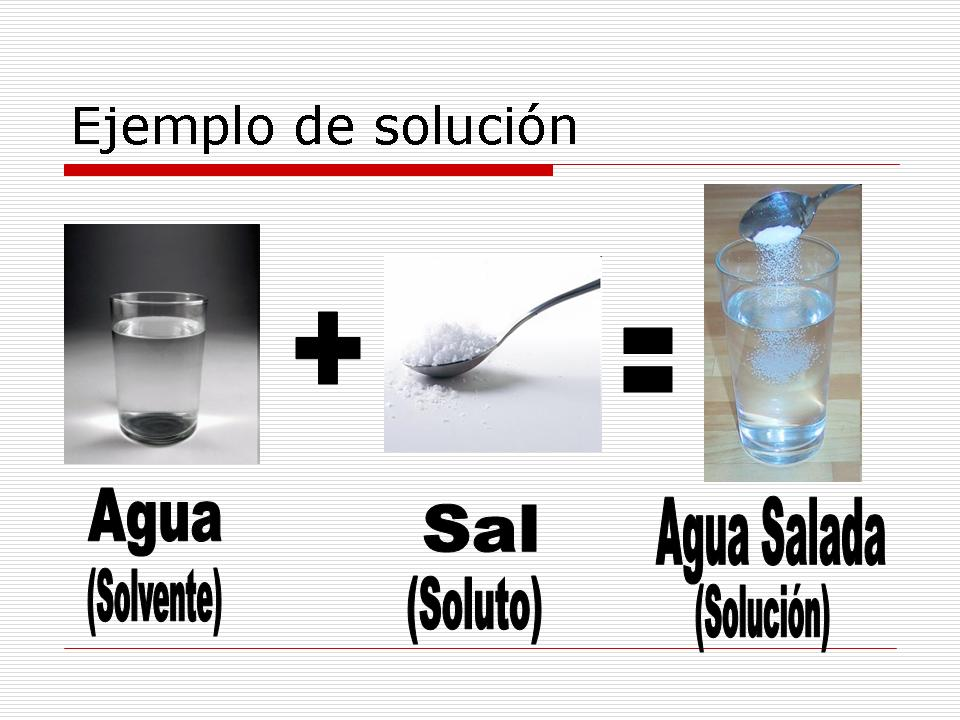 Ejemplo de solución
+
=
Agua
(Solvente)
Sal
(Soluto)
Agua Salada
(Solución)